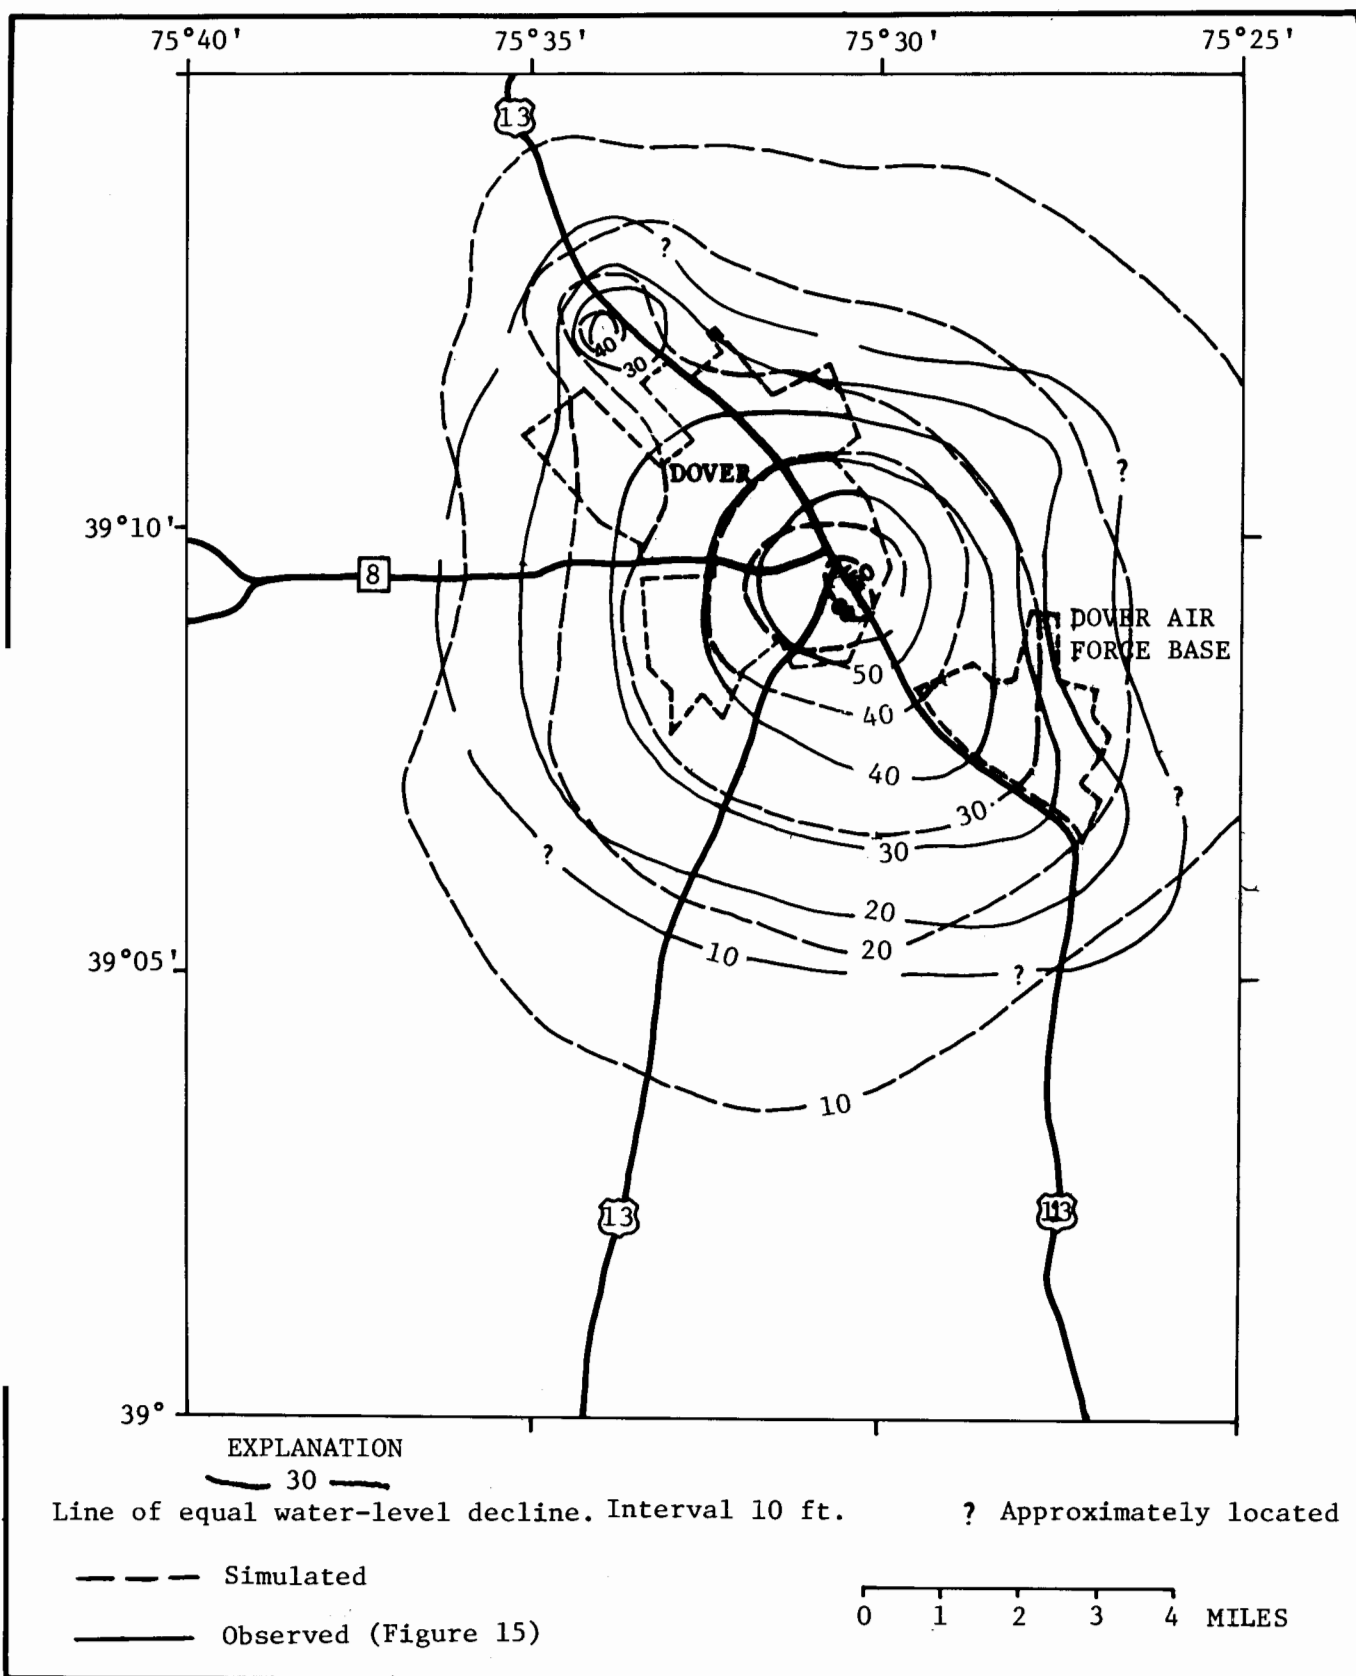 75°40' 75°35' 75°30' 75°25'
13
?
40
30
?
DOVER
39°10'
8
60
DOVER AIR
FORCE BASE
50
40
40
?
30
30
?
20
20
10
?
39°05'
10
13
113
39°
EXPLANATION
30
Line of equal water-level decline. Interval 10 ft.
? Approximately located
Simulated
Observed (Figure 15)
0 1 2 3 4 MILES